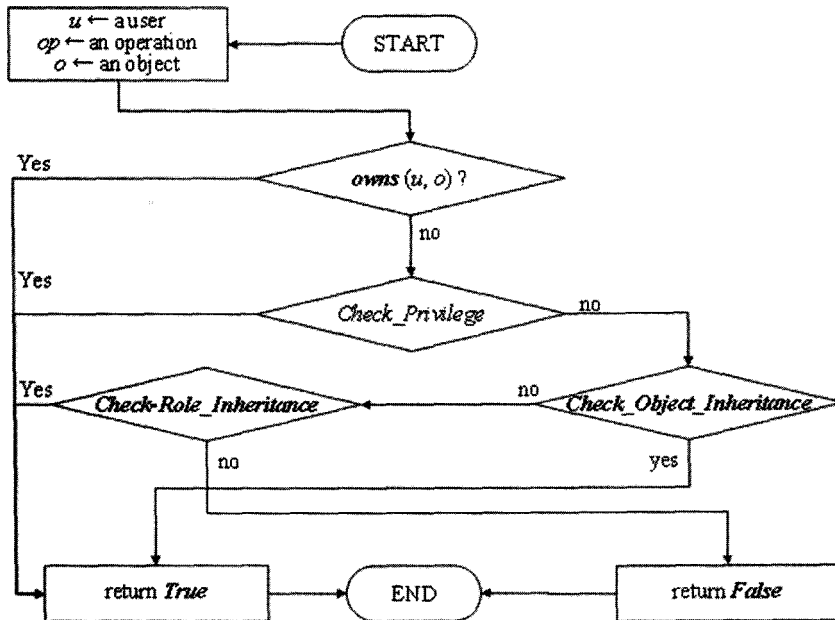 u ← a user
op ← an operation
o ← an object
START
Yes
owns (u, o) ?
no
Yes
Check_Privilege
no
Yes
Check-Role_Inheritance
no
Check_Object_Inheritance
no
yes
return True
END
return False